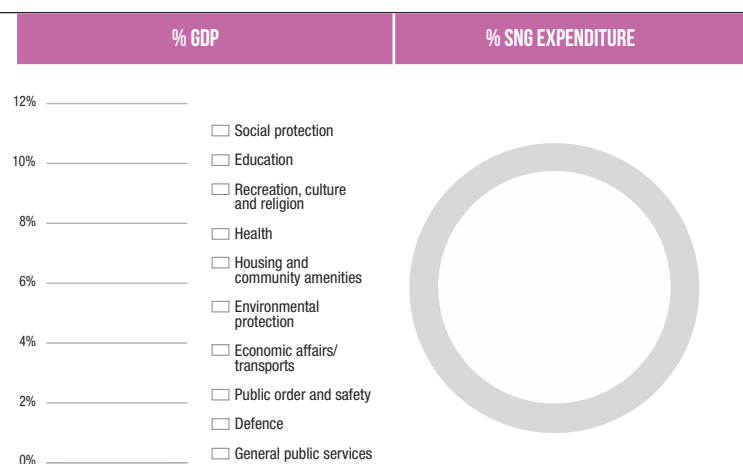 % GDP
% SNG EXPENDITURE
12%
10%
8%
6%
4%
2%
0%
Social protection
Education
Recreation, culture
and religion
Health
Housing and
community amenities
Environmental
protection
Economic affairs/
transports
Public order and safety
Defence
General public services